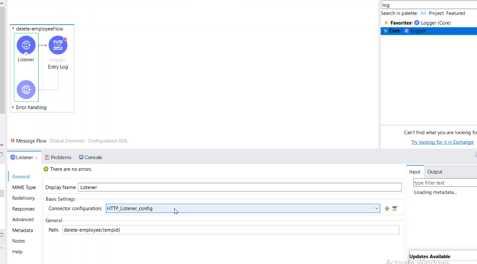 log
Search in palette: All Project Featured
Favorites Logger (Core)
Core Logger
delete-employeeFlow
Listener
Logger
Entry Log
Error handling
Can't find what you are looking fo
Try looking for it in Exchange
Message Flow Global Elements Configuration XML
Listener Problems Console
There are no errors.
General
MIME Type
Redelivery
Responses
Advanced
Metadata
Notes
Help
Display Name: Listener
Basic Settings
Connector configuration: HTTP_Listener_config
General
Path: delete-employee/{empid}
Input Output
type filter text
Loading metadata...
Updates Available
Activate Windows